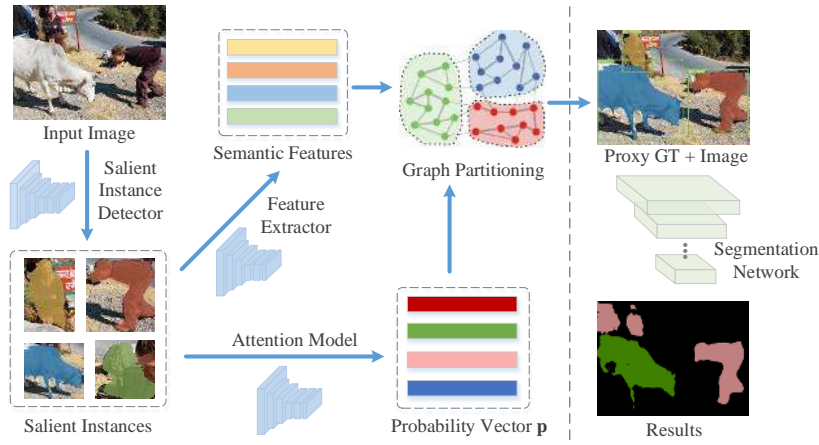 Input Image
Salient
Instance
Detector
Salient Instances
Semantic Features
Feature
Extractor
Attention Model
Graph Partitioning
Probability Vector p
Proxy GT + Image
Segmentation
Network
Results